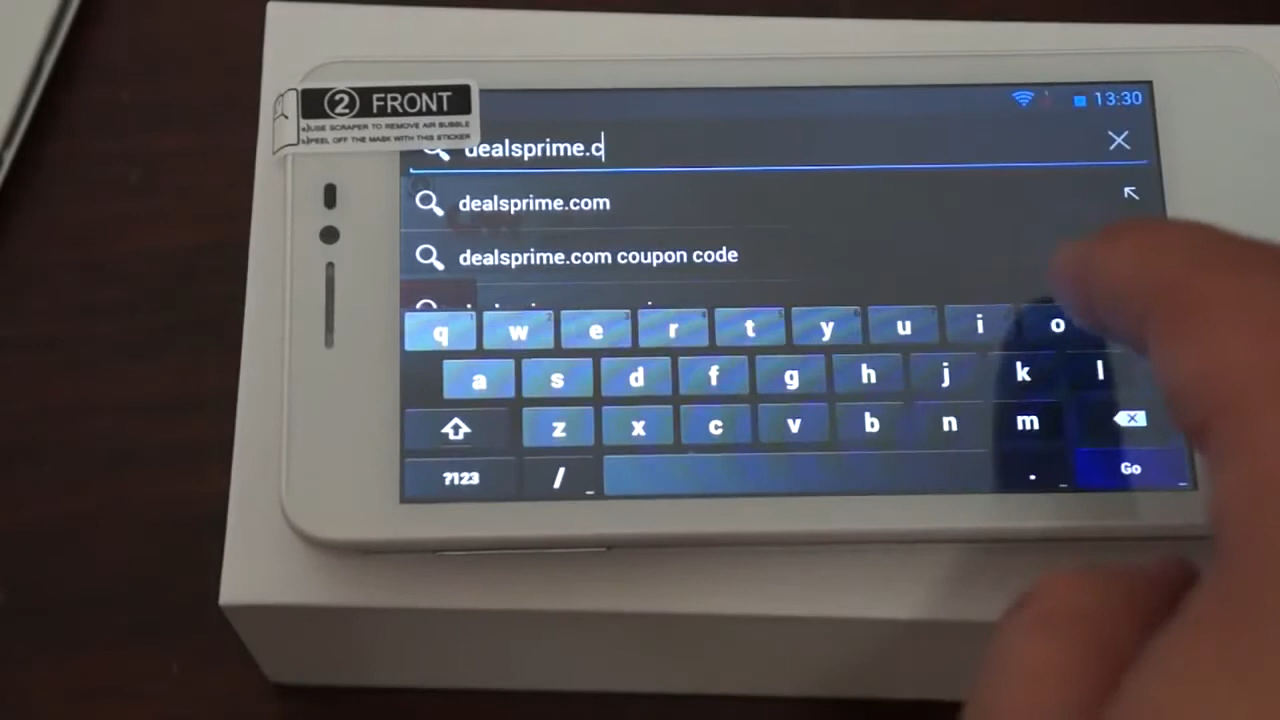 2 FRONT
a)USE SCRAPER TO REMOVE AIR BUBBLE
b)PEEL OFF THE MASK WITH THIS STICKER
13:30
dealsprime.c
dealsprime.com
dealsprime.com coupon code
q w e r t y u i o
a s d f g h j k l
z x c v b n m
?123 / . Go